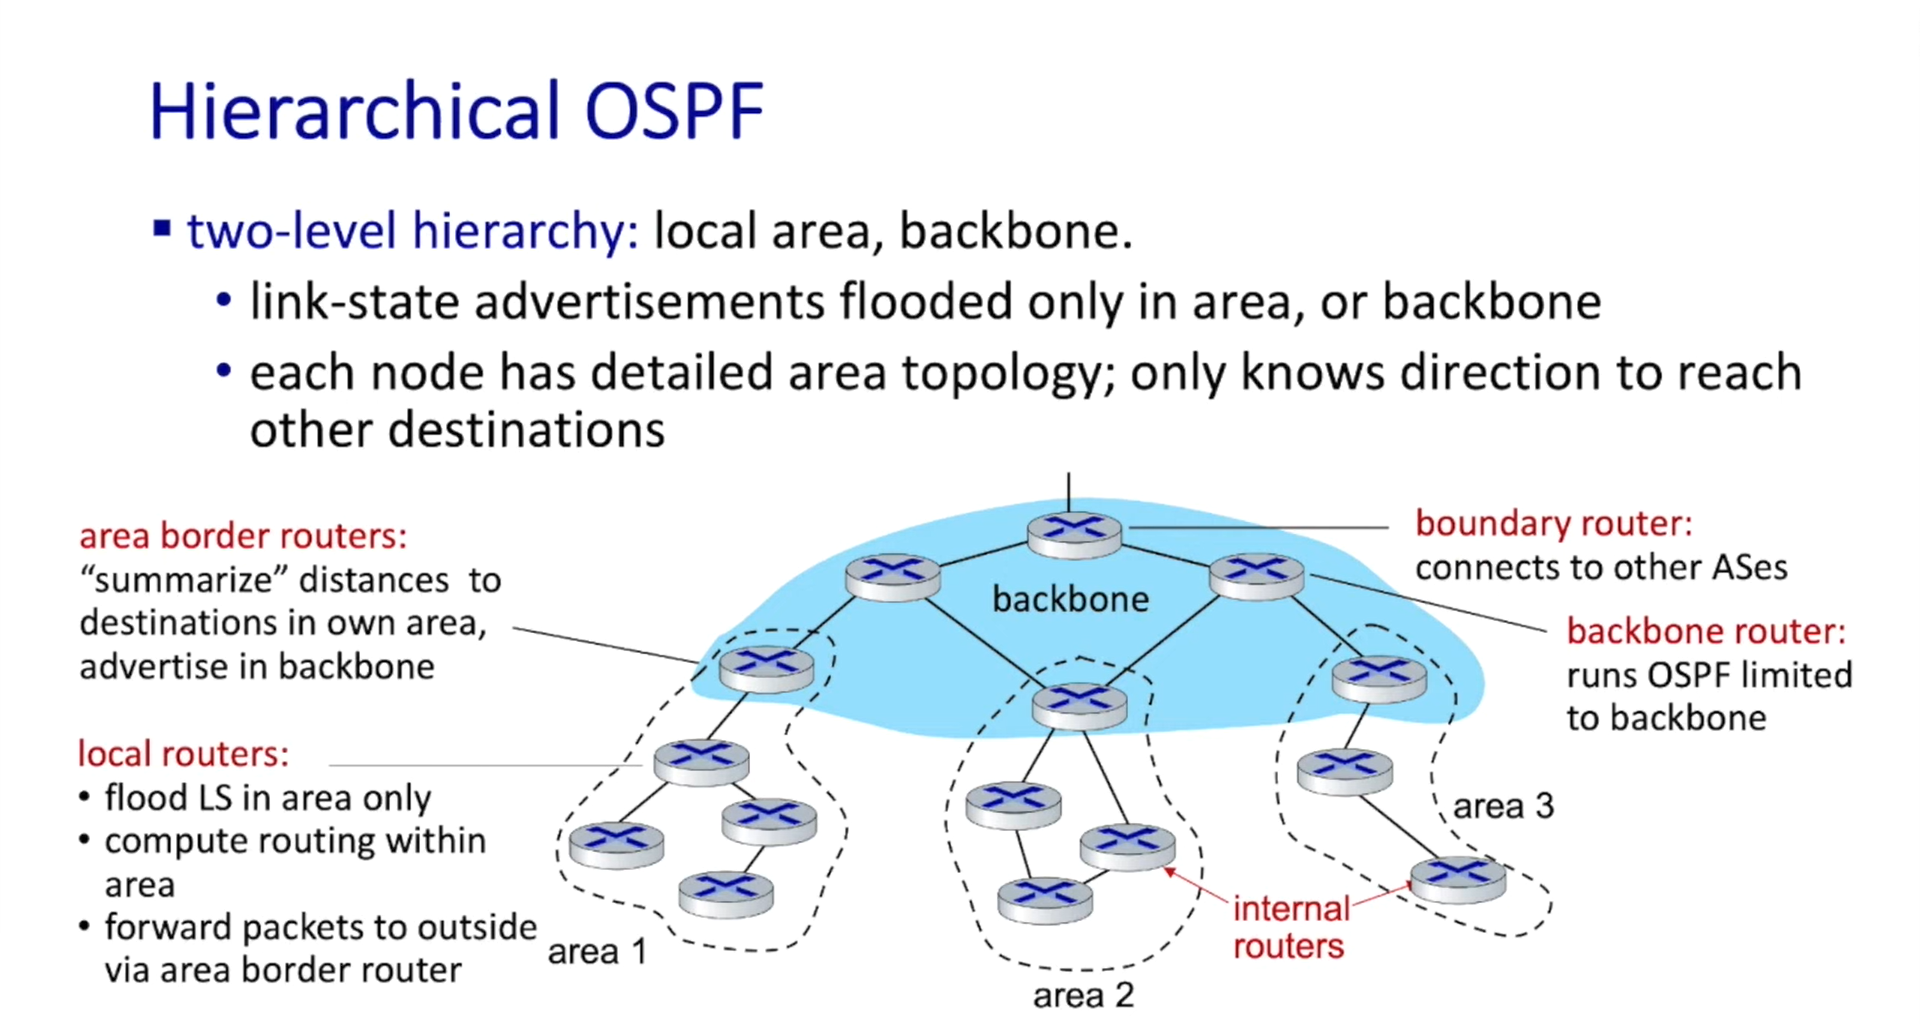 Hierarchical OSPF
▪ two-level hierarchy: local area, backbone.
• link-state advertisements flooded only in area, or backbone
• each node has detailed area topology; only knows direction to reach
other destinations
area border routers:
“summarize” distances to
destinations in own area,
advertise in backbone
local routers:
• flood LS in area only
• compute routing within
area
• forward packets to outside
via area border router
backbone
boundary router:
connects to other ASes
backbone router:
runs OSPF limited
to backbone
area 3
internal
routers
area 1
area 2